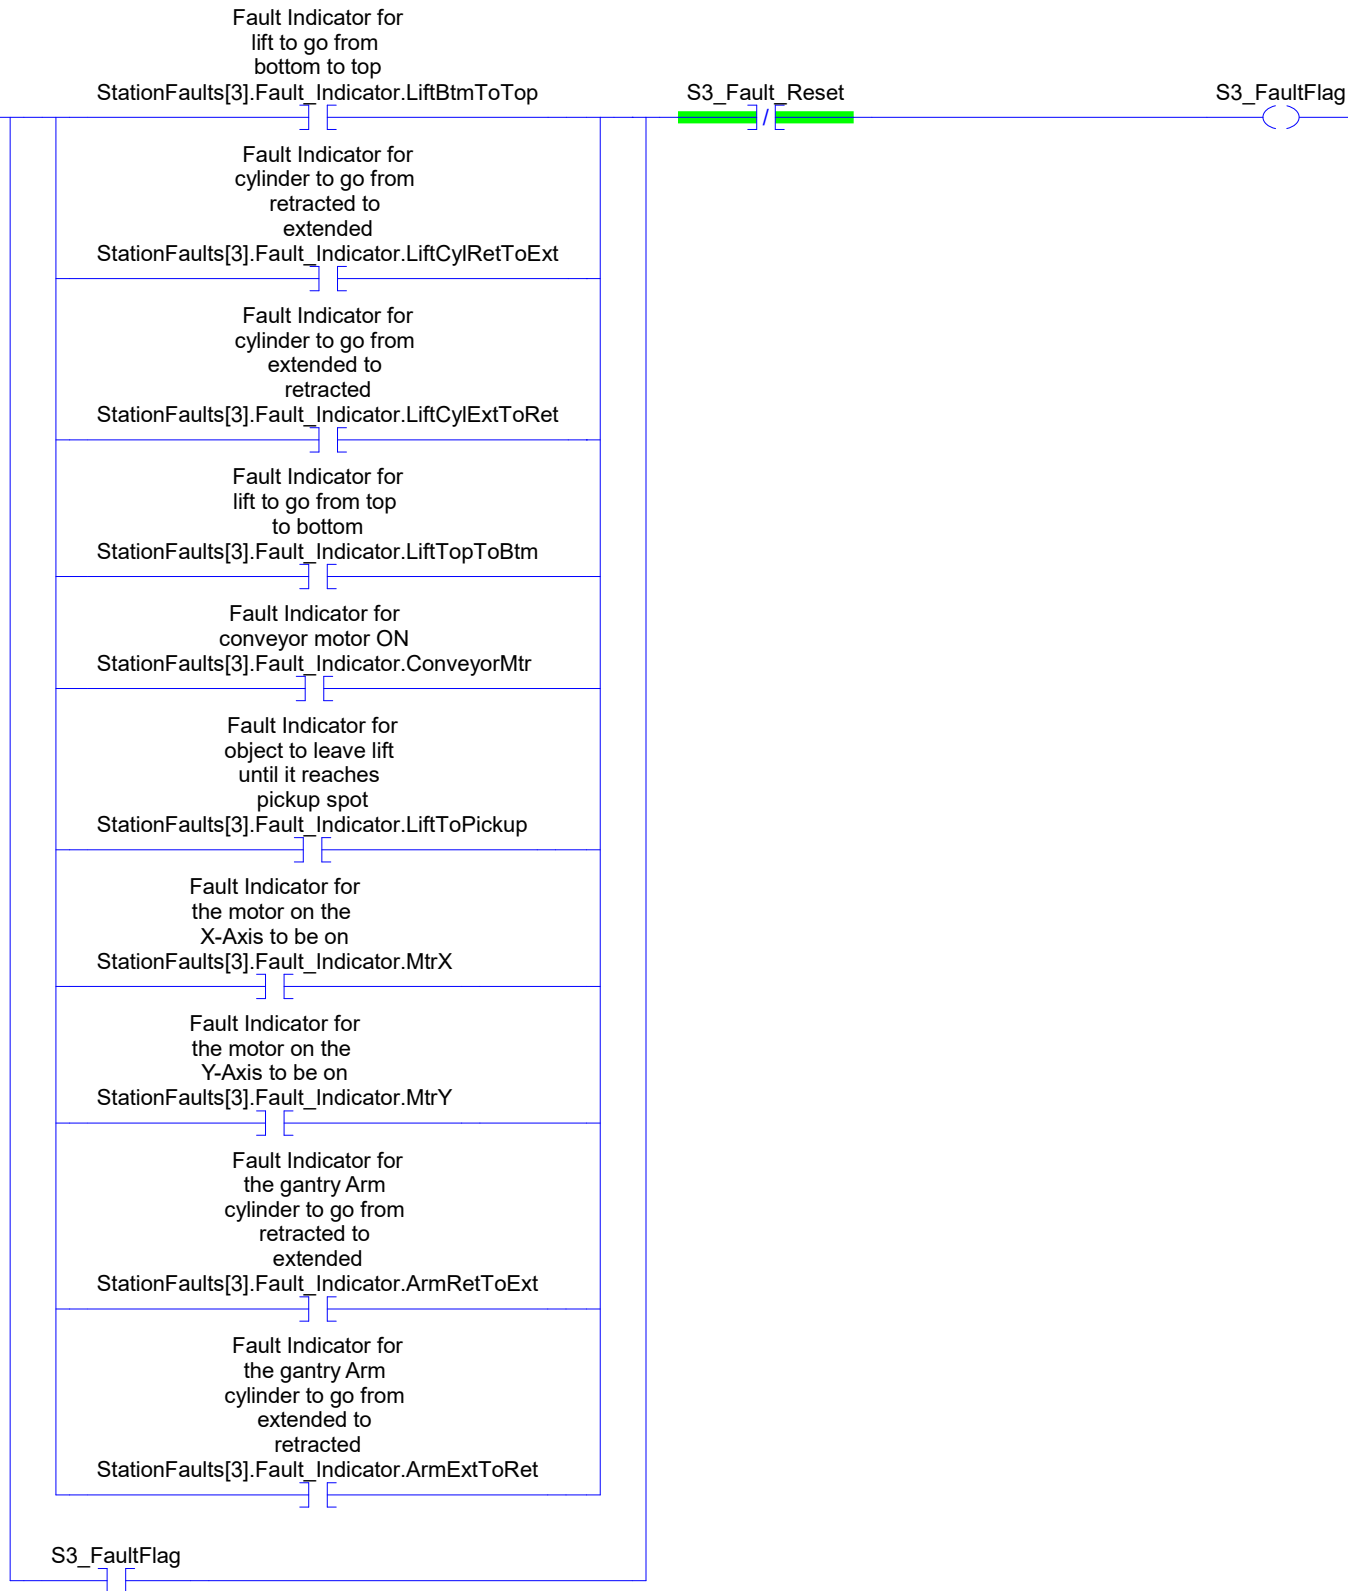 Fault Indicator for
lift to go from
bottom to top
StationFaults[3].Fault_Indicator.LiftBtmToTop
S3_Fault_Reset
S3_FaultFlag
/
Fault Indicator for
cylinder to go from
retracted to
extended
StationFaults[3].Fault_Indicator.LiftCylRetToExt
Fault Indicator for
cylinder to go from
extended to
retracted
StationFaults[3].Fault_Indicator.LiftCylExtToRet
Fault Indicator for
lift to go from top
to bottom
StationFaults[3].Fault_Indicator.LiftTopToBtm
Fault Indicator for
conveyor motor ON
StationFaults[3].Fault_Indicator.ConveyorMtr
Fault Indicator for
object to leave lift
until it reaches
pickup spot
StationFaults[3].Fault_Indicator.LiftToPickup
Fault Indicator for
the motor on the
X-Axis to be on
StationFaults[3].Fault_Indicator.MtrX
Fault Indicator for
the motor on the
Y-Axis to be on
StationFaults[3].Fault_Indicator.MtrY
Fault Indicator for
the gantry Arm
cylinder to go from
retracted to
extended
StationFaults[3].Fault_Indicator.ArmRetToExt
Fault Indicator for
the gantry Arm
cylinder to go from
extended to
retracted
StationFaults[3].Fault_Indicator.ArmExtToRet
S3_FaultFlag